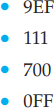 • 9EF
• 111
• 700
• 0FF